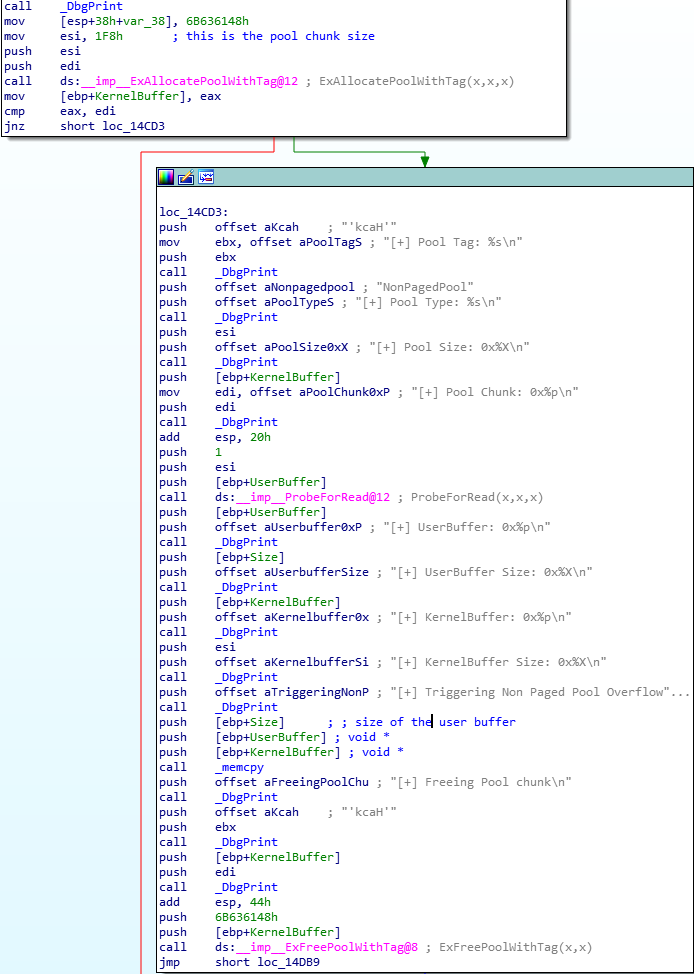 call _DbgPrint
mov [esp+38h+var_38], 6B636148h
mov esi, 1F8h ; this is the pool chunk size
push esi
push edi
call ds:__imp__ExAllocatePoolWithTag@12 ; ExAllocatePoolWithTag(x,x,x)
mov [ebp+KernelBuffer], eax
cmp eax, edi
jnz short loc_14CD3
loc_14CD3:
push offset aKcah ; "'kcaH'"
mov ebx, offset aPoolTagS ; "[+] Pool Tag: %s\n"
push ebx
call _DbgPrint
push offset aNonpagedpool ; "NonPagedPool"
push offset aPoolTypeS ; "[+] Pool Type: %s\n"
call _DbgPrint
push esi
push offset aPoolSize0xX ; "[+] Pool Size: 0x%X\n"
call _DbgPrint
push [ebp+KernelBuffer]
mov edi, offset aPoolChunk0xP ; "[+] Pool Chunk: 0x%p\n"
push edi
call _DbgPrint
add esp, 20h
push 1
push esi
push [ebp+UserBuffer]
call ds:__imp__ProbeForRead@12 ; ProbeForRead(x,x,x)
push [ebp+UserBuffer]
push offset aUserbuffer0xP ; "[+] UserBuffer: 0x%p\n"
call _DbgPrint
push [ebp+Size]
push offset aUserbufferSize ; "[+] UserBuffer Size: 0x%X\n"
call _DbgPrint
push [ebp+KernelBuffer]
push offset aKernelbuffer0x ; "[+] KernelBuffer: 0x%p\n"
call _DbgPrint
push esi
push offset aKernelbufferSi ; "[+] KernelBuffer Size: 0x%X\n"
call _DbgPrint
push offset aTriggeringNonP ; "[+] Triggering Non Paged Pool Overflow"...
call _DbgPrint
push [ebp+Size] ; ; size of the user buffer
push [ebp+UserBuffer] ; void *
push [ebp+KernelBuffer] ; void *
call _memcpy
push offset aFreeingPoolChu ; "[+] Freeing Pool chunk\n"
call _DbgPrint
push offset aKcah ; "'kcaH'"
push ebx
call _DbgPrint
push [ebp+KernelBuffer]
push edi
call _DbgPrint
add esp, 44h
push 6B636148h
push [ebp+KernelBuffer]
call ds:__imp__ExFreePoolWithTag@8 ; ExFreePoolWithTag(x,x)
jmp short loc_14DB9